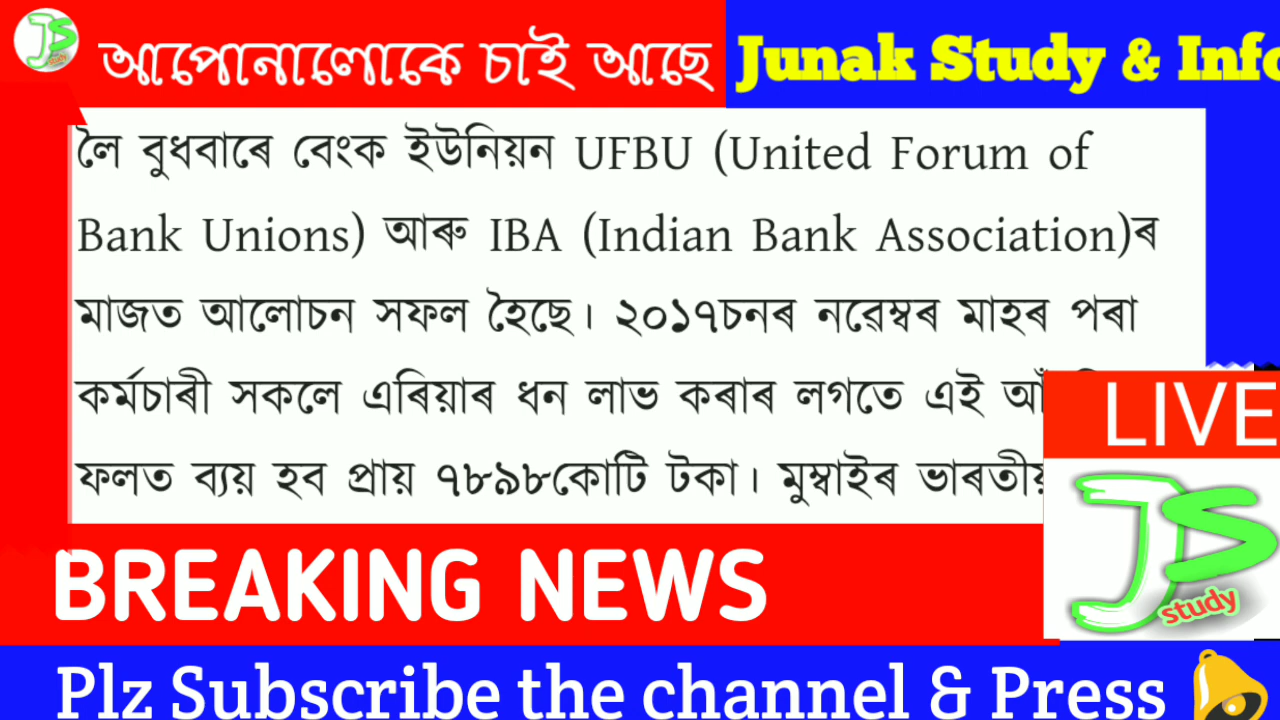 JS
study
আপোনালোকে চাই আছে
Junak Study & Info
লৈ বুধবাৰে বেংক ইউনিয়ন UFBU (United Forum of
Bank Unions) আৰু IBA (Indian Bank Association)ৰ
মাজত আলোচন সফল হৈছে। ২০১৭চনৰ নৱেম্বৰ মাহৰ পৰা
কৰ্মচাৰী সকলে এৰিয়াৰ ধন লাভ কৰাৰ লগতে এই
ফলত ব্যয় হব প্ৰায় ৭৮৯৮কোটি টকা। মুম্বাইৰ ভাৰতীয়
LIVE
JS
study
BREAKING NEWS
Plz Subscribe the channel & Press